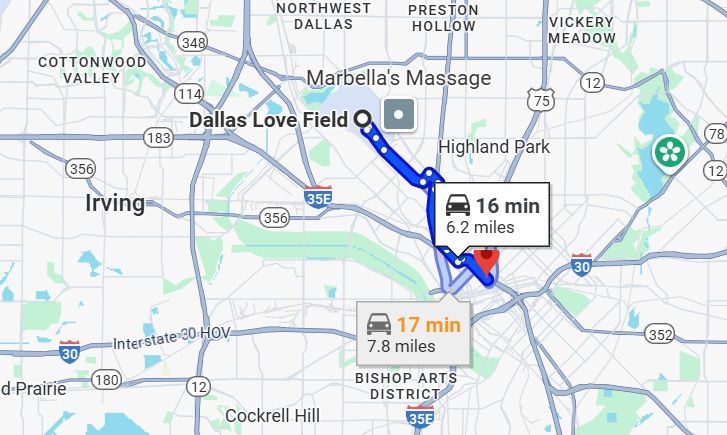 NORTHWEST
DALLAS
PRESTON
HOLLOW
VICKERY
MEADOW
348
COTTONWOOD
VALLEY
Marbella's Massage
12
114
75
Dallas Love Field
183
78
Highland Park
356
35E
Irving
16 min
6.2 miles
356
30
17 min
7.8 miles
352
Interstate 30 HOV
30
180
12
d Prairie
BISHOP ARTS
DISTRICT
Cockrell Hill
35E